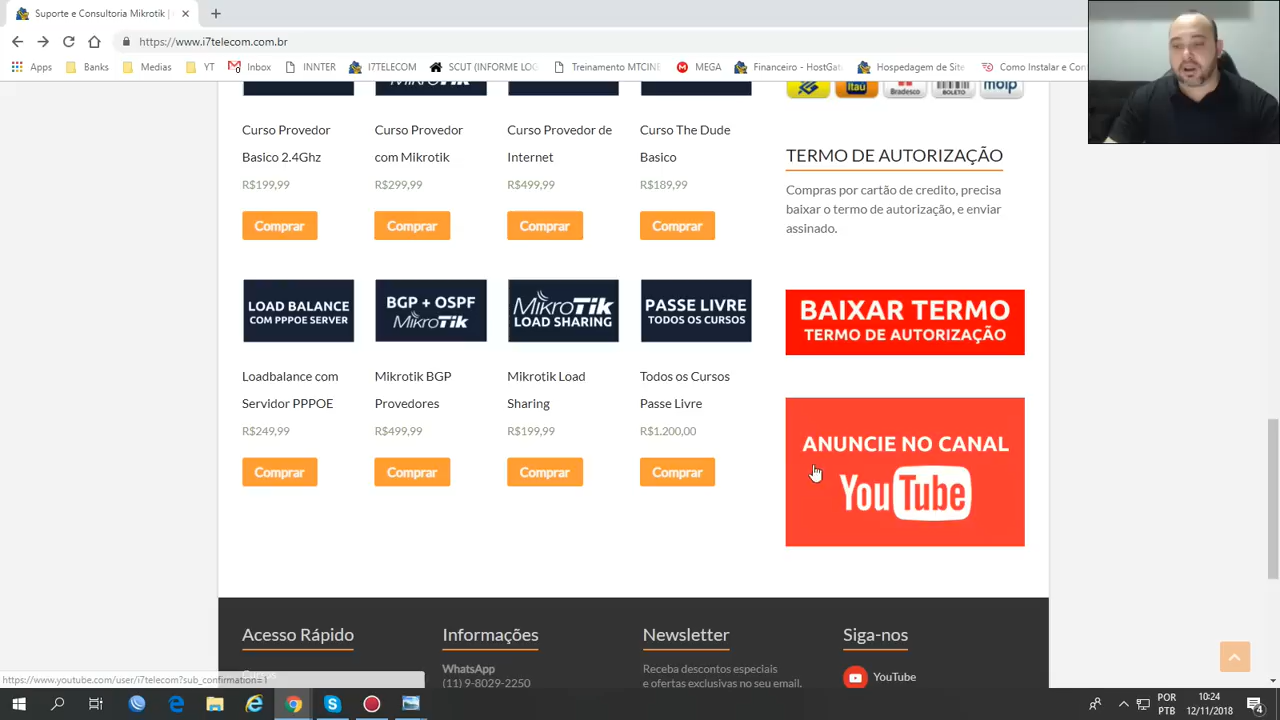 Suporte e Consultoria Mikrotik |
https://www.i7telecom.com.br
Apps
Banks
Medias
YT
Inbox
INNTER
I7TELECOM
SCUT (INFORME LOG
Treinamento MTCINE
MEGA
Financeiro - HostGat
Hospedagem de Site
Como Instalar e Con
Itaú
Bradesco
BOLETO
moip
Curso Provedor
Basico 2.4Ghz
R$199,99
Comprar
Curso Provedor
com Mikrotik
R$299,99
Comprar
Curso Provedor de
Internet
R$499,99
Comprar
Curso The Dude
Basico
R$189,99
Comprar
LOAD BALANCE
COM PPPOE SERVER
Loadbalance com
Servidor PPPOE
R$249,99
Comprar
BGP + OSPF
MikroTik
Mikrotik BGP
Provedores
R$499,99
Comprar
MikroTik
LOAD SHARING
Mikrotik Load
Sharing
R$199,99
Comprar
PASSE LIVRE
TODOS OS CURSOS
Todos os Cursos
Passe Livre
R$1.200,00
Comprar
TERMO DE AUTORIZAÇÃO
Compras por cartão de credito, precisa
baixar o termo de autorização, e enviar
assinado.
BAIXAR TERMO
TERMO DE AUTORIZAÇÃO
ANUNCIE NO CANAL
YouTube
Acesso Rápido
Informações
WhatsApp
(11) 9-8029-2250
Newsletter
Receba descontos especiais
e ofertas exclusivas no seu email.
Siga-nos
YouTube
https://www.youtube.com/user/i7telecom?sub_confirmation=1
POR
PTB
10:24
12/11/2018
4